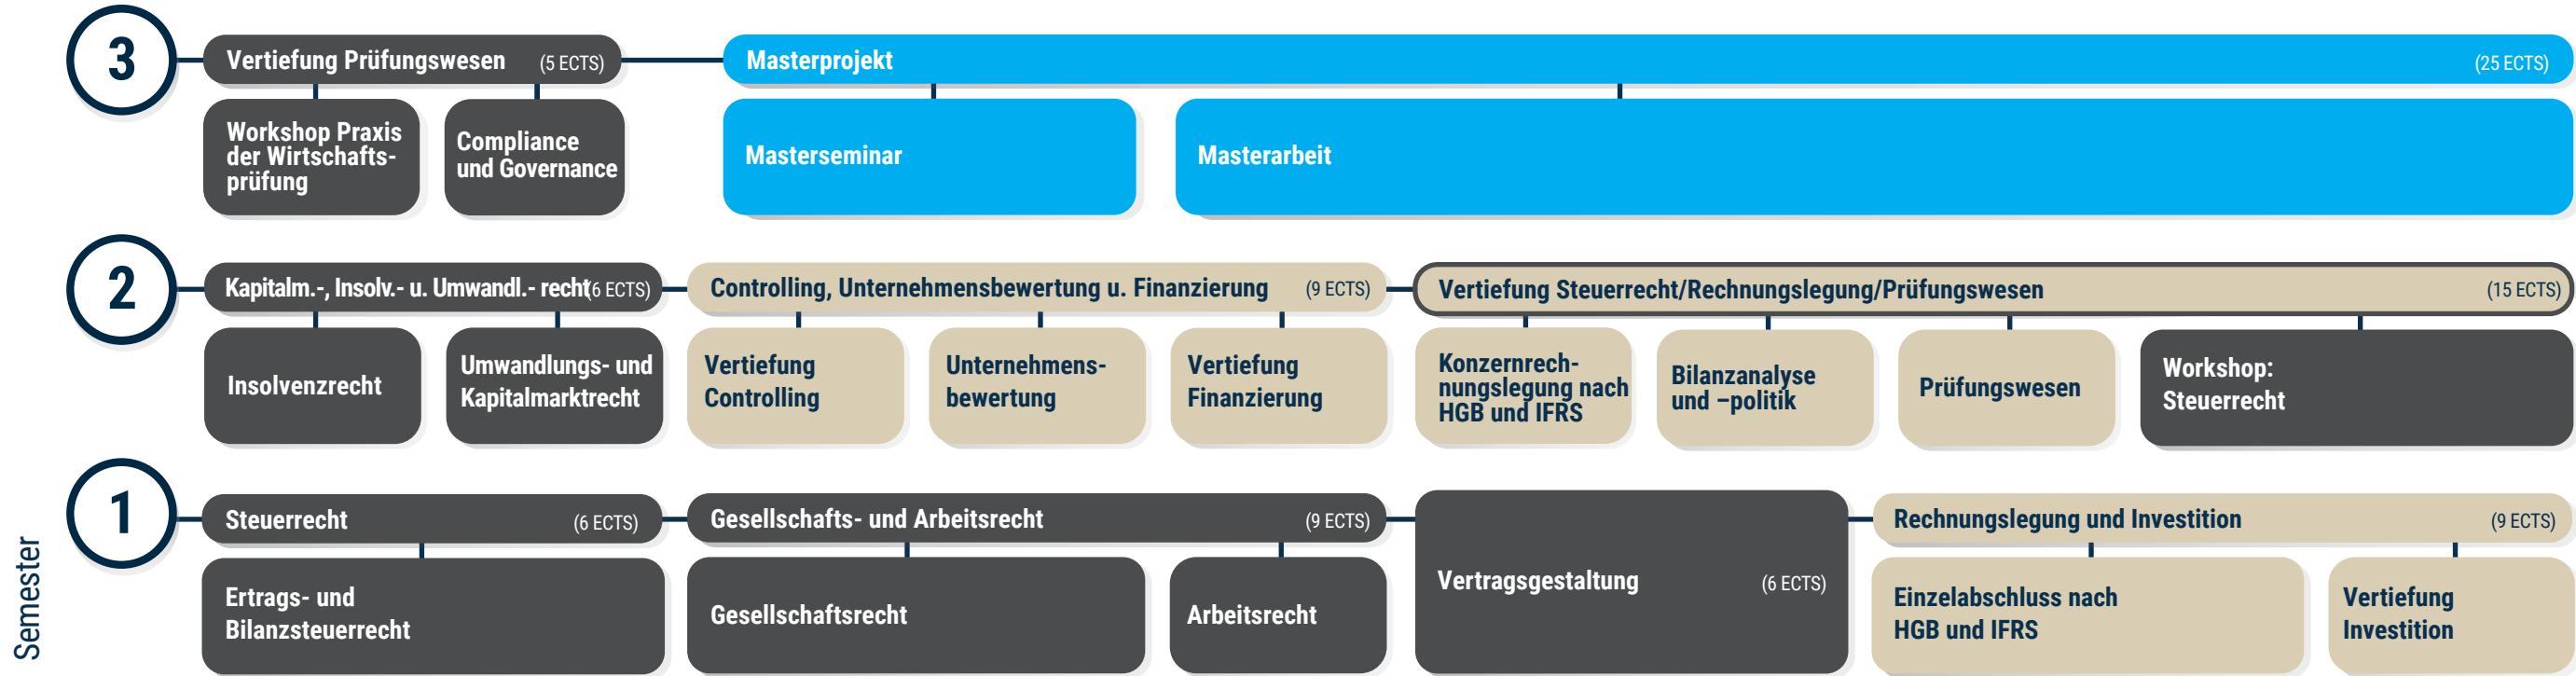 3
Vertiefung Prüfungswesen (5 ECTS)
Masterprojekt (25 ECTS)
Workshop Praxis
der Wirtschafts-
prüfung
Compliance
und Governance
Masterseminar
Masterarbeit
2
Kapitalm.-, Insolv.- u. Umwandl.- recht (6 ECTS)
Controlling, Unternehmensbewertung u. Finanzierung (9 ECTS)
Vertiefung Steuerrecht/Rechnungslegung/Prüfungswesen (15 ECTS)
Insolvenzrecht
Umwandlungs- und
Kapitalmarktrecht
Vertiefung
Controlling
Unternehmens-
bewertung
Vertiefung
Finanzierung
Konzernrech-
nungslegung nach
HGB und IFRS
Bilanzanalyse
und –politik
Prüfungswesen
Workshop:
Steuerrecht
Semester
1
Steuerrecht (6 ECTS)
Gesellschafts- und Arbeitsrecht (9 ECTS)
Vertragsgestaltung (6 ECTS)
Rechnungslegung und Investition (9 ECTS)
Ertrags- und
Bilanzsteuerrecht
Gesellschaftsrecht
Arbeitsrecht
Einzelabschluss nach
HGB und IFRS
Vertiefung
Investition